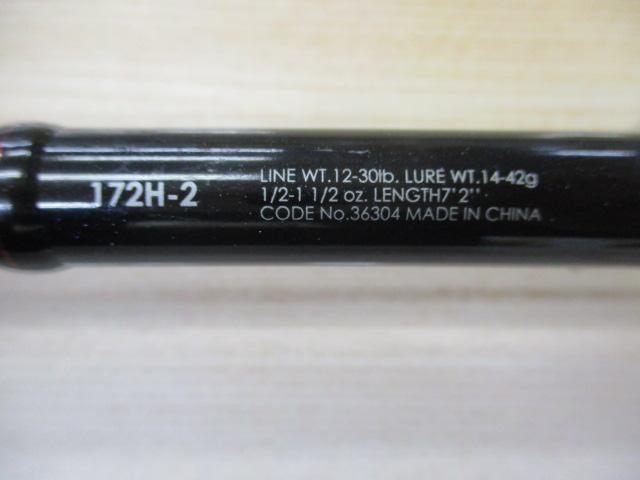 172H-2
LINE WT.12-30lb. LURE WT.14-42g
1/2-1 1/2 oz. LENGTH7'2''
CODE No.36304 MADE IN CHINA